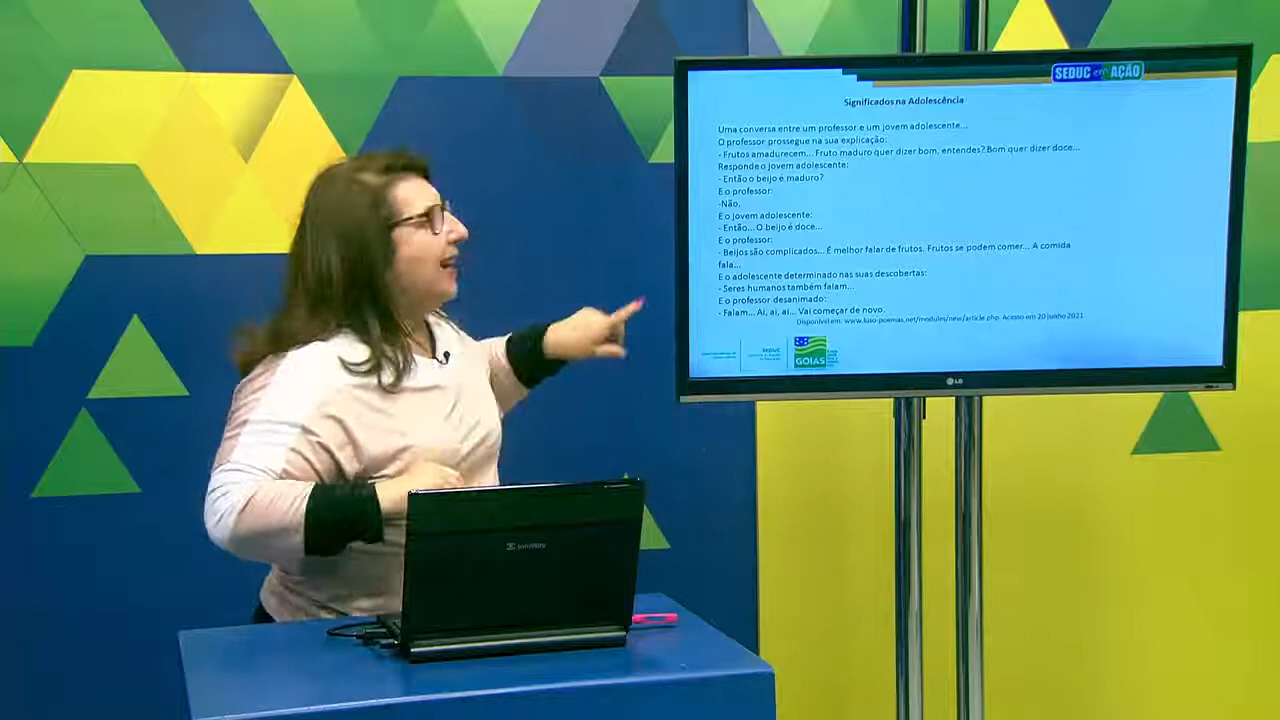 SEDUC em AÇÃO
Significados na Adolescência
Uma conversa entre um professor e um jovem adolescente...
O professor prossegue na sua explicação:
- Frutos amadurecem... Fruto maduro quer dizer bom, entendes? Bom quer dizer doce...
Responde o jovem adolescente:
- Então o beijo é maduro?
E o professor:
-Não.
E o jovem adolescente:
- Então... O beijo é doce...
E o professor:
- Beijos são complicados... É melhor falar de frutos. Frutos se podem comer... A comida
fala...
E o adolescente determinado nas suas descobertas:
- Seres humanos também falam...
E o professor desanimado:
- Falam... Ai, ai, ai... Vai começar de novo.
Disponível em: www.luso-poemas.net/modules/new/article.php. Acesso em 20 junho 2021
SEDUC
GOIÁS
LG